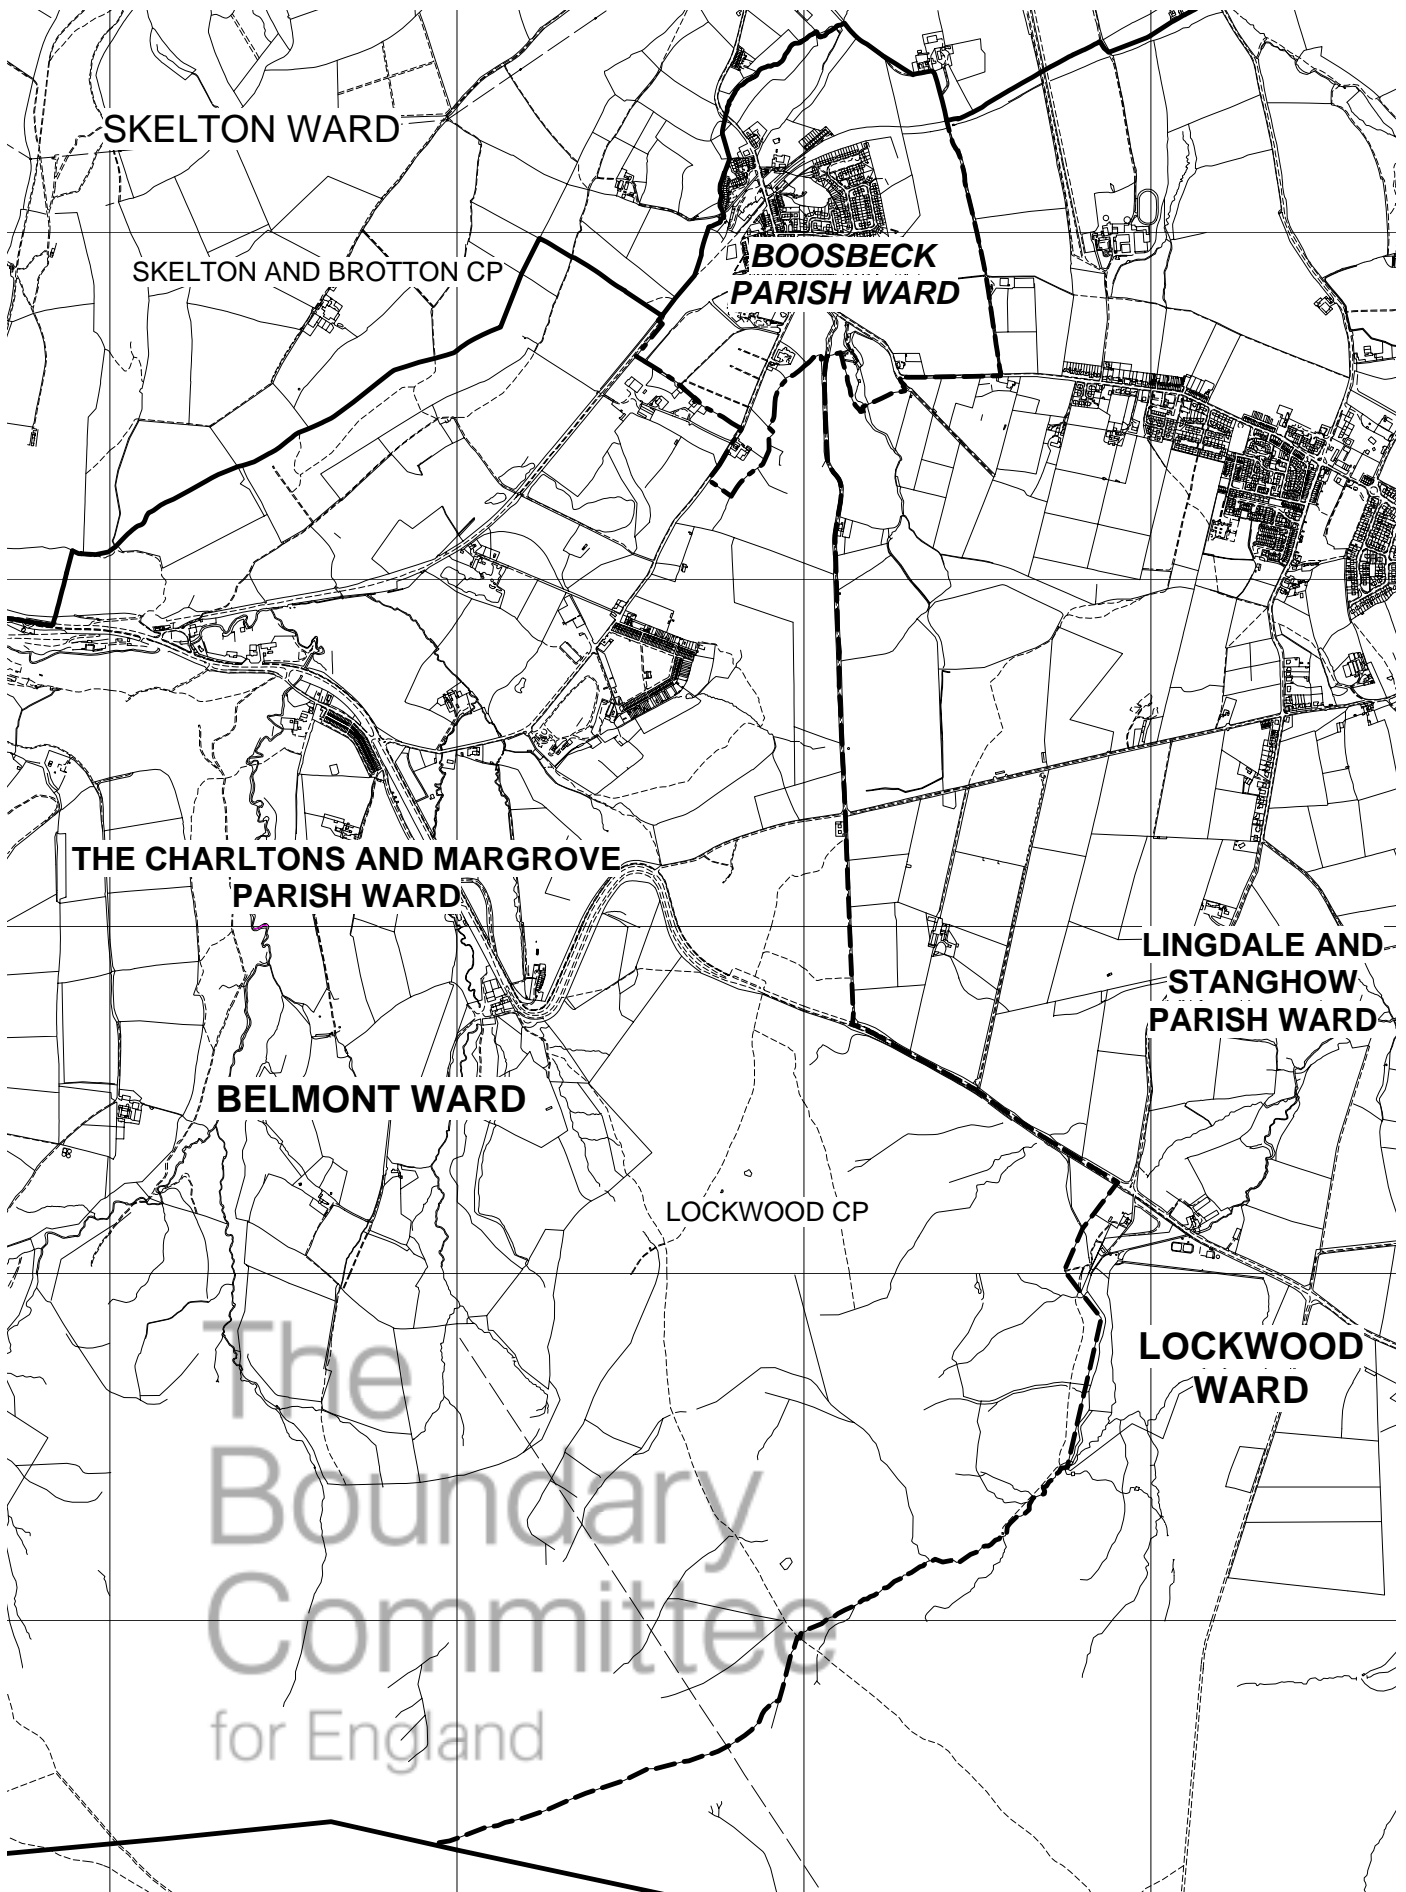 SKELTON WARD
SKELTON AND BROTTON CP
BOOSBECK
PARISH WARD
THE CHARLTONS AND MARGROVE
PARISH WARD
LINGDALE AND
STANGHOW
PARISH WARD
BELMONT WARD
LOCKWOOD CP
LOCKWOOD
WARD
The
Boundary
Committee
for England